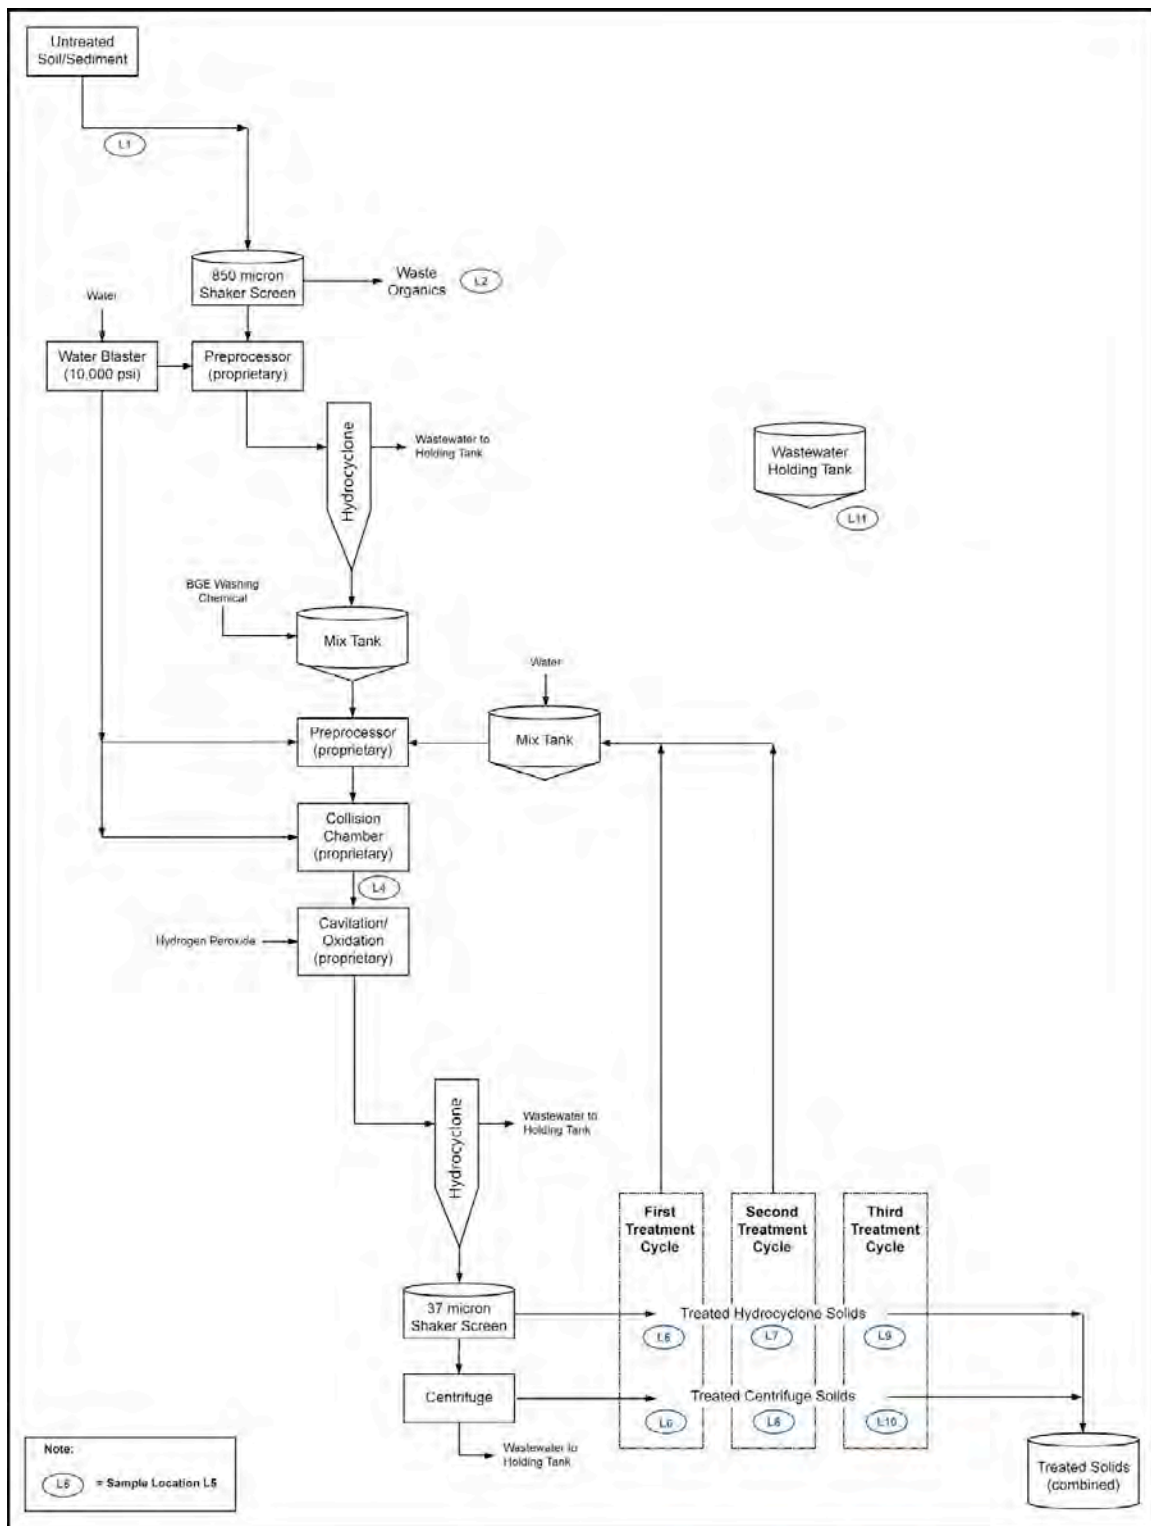 Untreated
Soil/Sediment
L1
850 micron
Shaker Screen
Waste
Organics
L2
Water
Water Blaster
(10,000 psi)
Preprocessor
(proprietary)
Hydrocyclone
Wastewater to
Holding Tank
Wastewater
Holding Tank
L11
BGE Washing
Chemical
Mix Tank
Water
Mix Tank
Preprocessor
(proprietary)
Collision
Chamber
(proprietary)
L4
Hydrogen Peroxide
Cavitation/
Oxidation
(proprietary)
Hydrocyclone
Wastewater to
Holding Tank
First
Treatment
Cycle
Second
Treatment
Cycle
Third
Treatment
Cycle
37 micron
Shaker Screen
Treated Hydrocyclone Solids
L5
L7
L9
Centrifuge
Treated Centrifuge Solids
L6
L8
L10
Wastewater to
Holding Tank
Treated Solids
(combined)
Note:
L5 = Sample Location L5